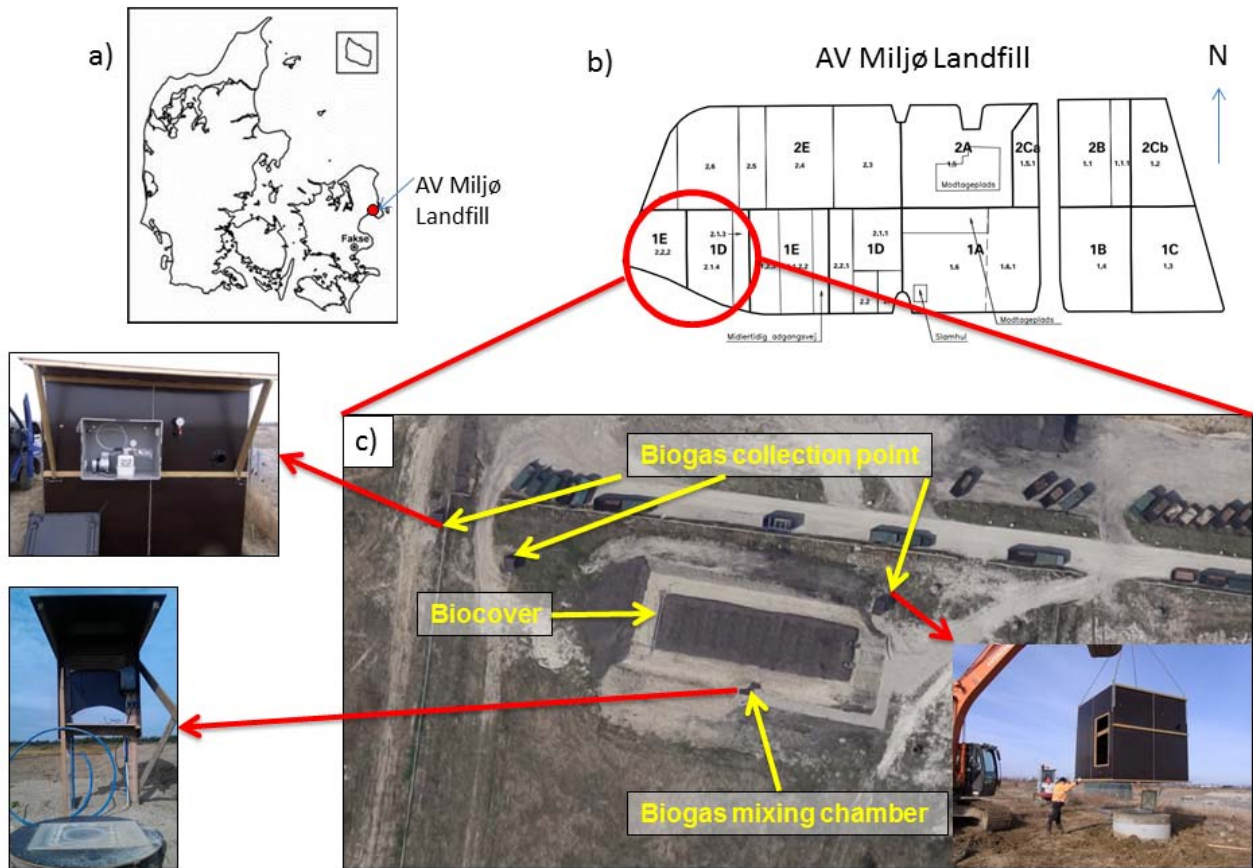 a)
AV Miljø
Landfill
Fakse
b)
AV Miljø Landfill
N
2E
2A
2Ca
2B
2Cb
2,6
2,5
2,4
2,3
1,5
1,5,1
1,1
1,1,1
1,2
Modtageplads
1E
2,2,2
1D
2,1,4
2,1,3
1E
2,2,1
2,1,1
1D
2,2
1A
1,6
1,6,1
1B
1,4
1C
1,3
Midlertidig adgangsvej
Slamhul
Modtageplads
c)
Biogas collection point
Biocover
Biogas mixing chamber